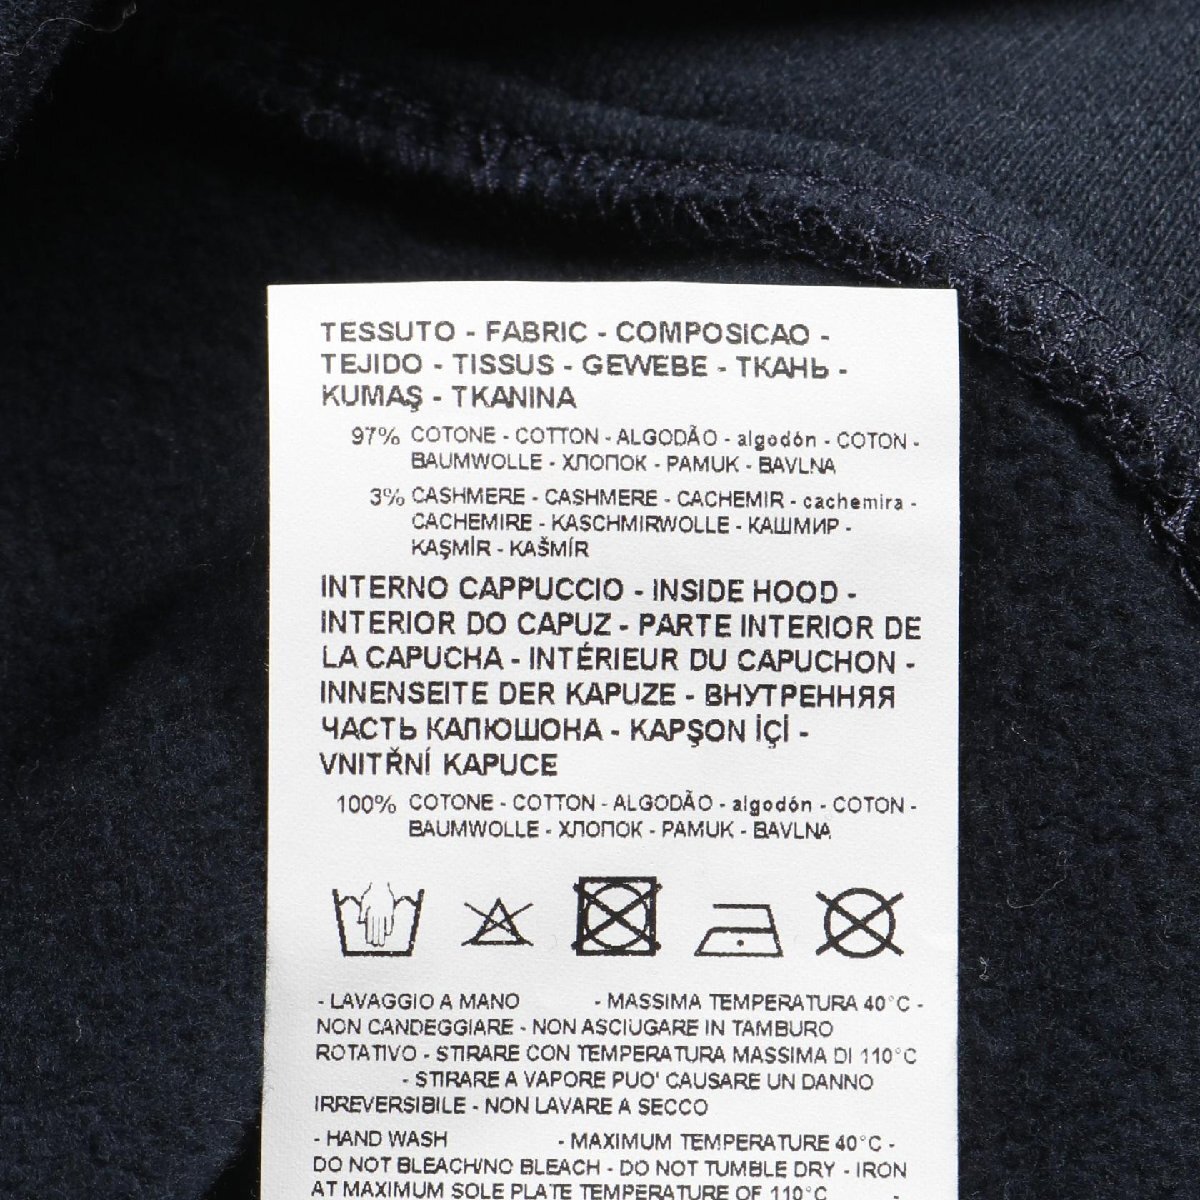 TESSUTO - FABRIC - COMPOSICAO -
TEJIDO - TISSUS - GEWEBE - ТКАНЬ -
KUMAŞ - TKANINA
97% COTONE - COTTON - ALGODÃO - algodón - COTON -
BAUMWOLLE - ХЛОПОК - PAMUK - BAVLNA
3% CASHMERE - CASHMERE - CACHEMIR - cachemira -
CACHEMIRE - KASCHMIRWOLLE - КАШМИР -
KAŞMİR - KAŠMÍR
INTERNO CAPPUCCIO - INSIDE HOOD -
INTERIOR DO CAPUZ - PARTE INTERIOR DE
LA CAPUCHA - INTÉRIEUR DU CAPUCHON -
INNENSEITE DER KAPUZE - ВНУТРЕННЯЯ
ЧАСТЬ КАПЮШОНА - KAPŞON İÇİ -
VNITŘNÍ KAPUCE
100% COTONE - COTTON - ALGODÃO - algodón - COTON -
BAUMWOLLE - ХЛОПОК - PAMUK - BAVLNA
- LAVAGGIO A MANO - MASSIMA TEMPERATURA 40°C -
NON CANDEGGIARE - NON ASCIUGARE IN TAMBURO
ROTATIVO - STIRARE CON TEMPERATURA MASSIMA DI 110°C
- STIRARE A VAPORE PUO' CAUSARE UN DANNO
IRREVERSIBILE - NON LAVARE A SECCO
- HAND WASH - MAXIMUM TEMPERATURE 40°C -
DO NOT BLEACH/NO BLEACH - DO NOT TUMBLE DRY - IRON
AT MAXIMUM SOLE PLATE TEMPERATURE OF 110°C -